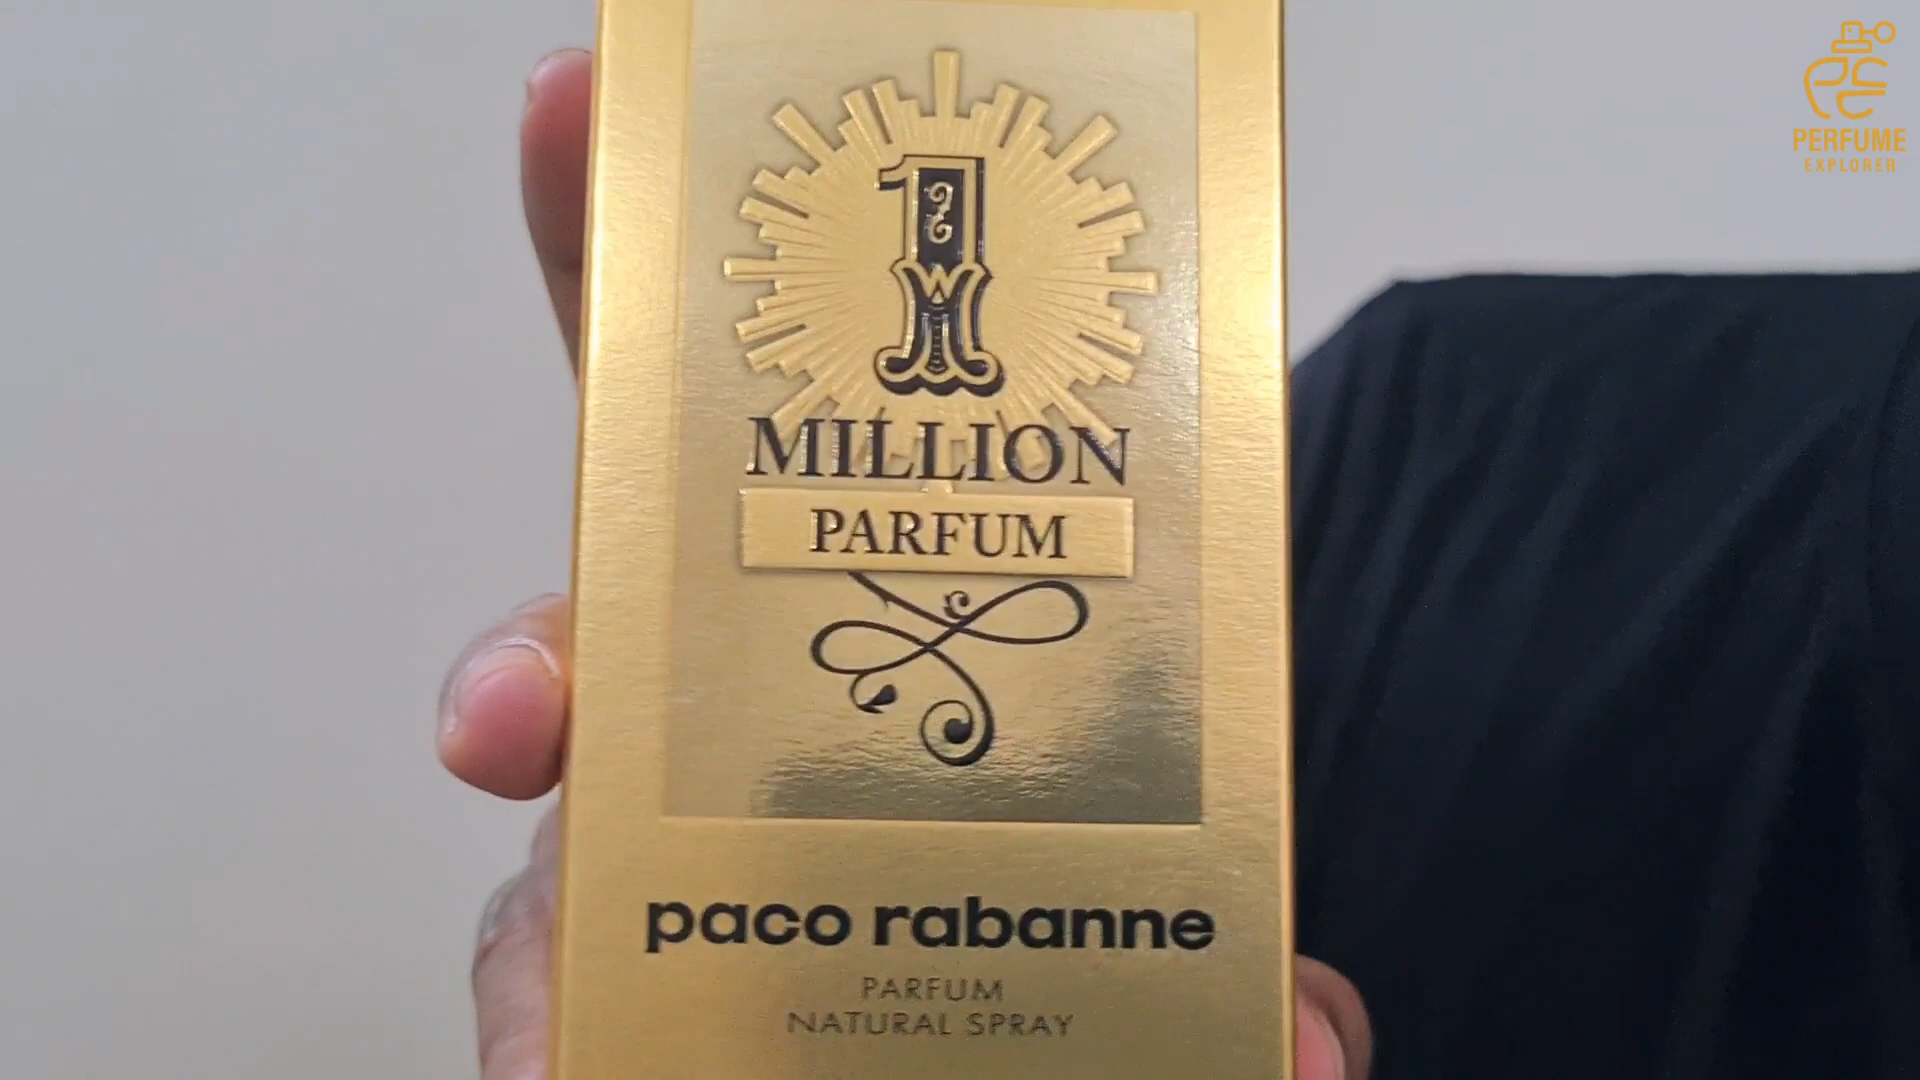 1
MILLION
PARFUM
paco rabanne
PARFUM
NATURAL SPRAY
PERFUME
EXPLORER